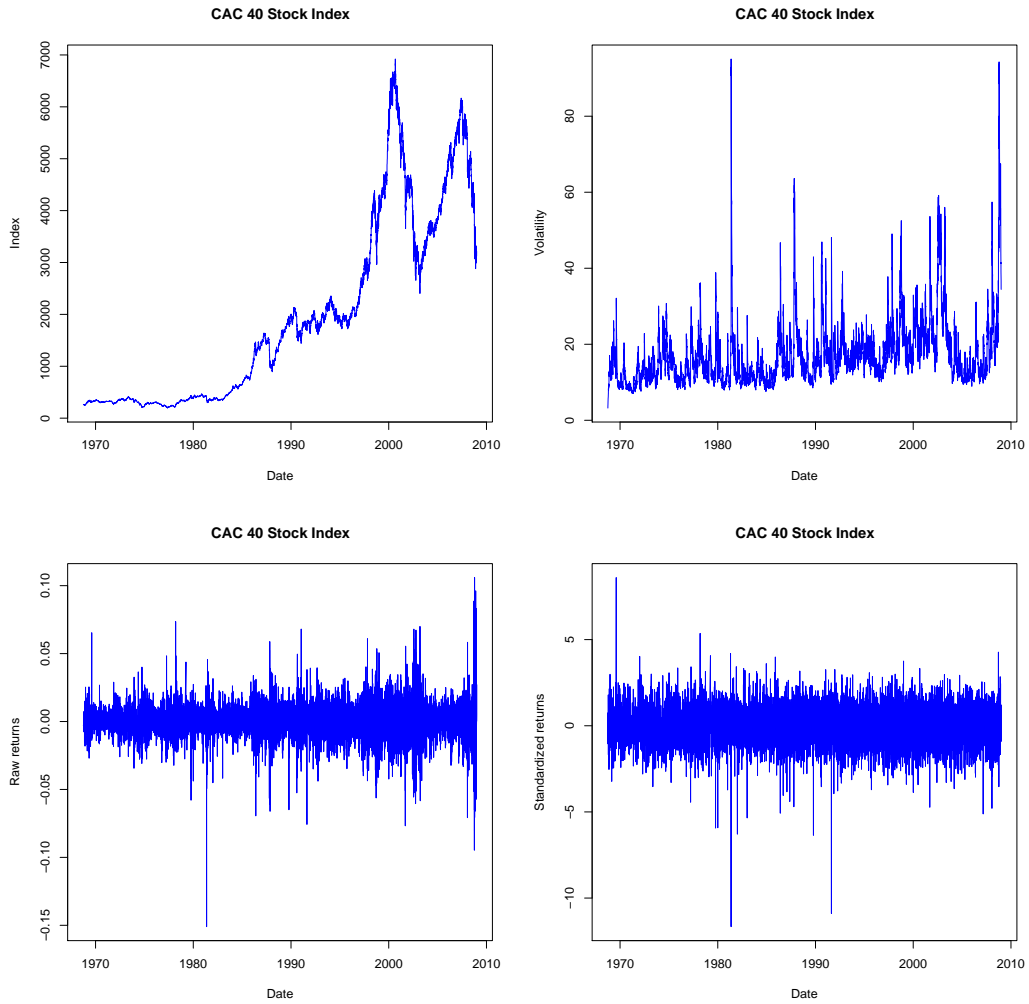 CAC 40 Stock Index
Index
0 1000 2000 3000 4000 5000 6000 7000
1970 1980 1990 2000 2010
Date
CAC 40 Stock Index
Volatility
0 20 40 60 80
1970 1980 1990 2000 2010
Date
CAC 40 Stock Index
Raw returns
-0.15 -0.10 -0.05 0.00 0.05 0.10
1970 1980 1990 2000 2010
Date
CAC 40 Stock Index
Standardized returns
-10 -5 0 5
1970 1980 1990 2000 2010
Date